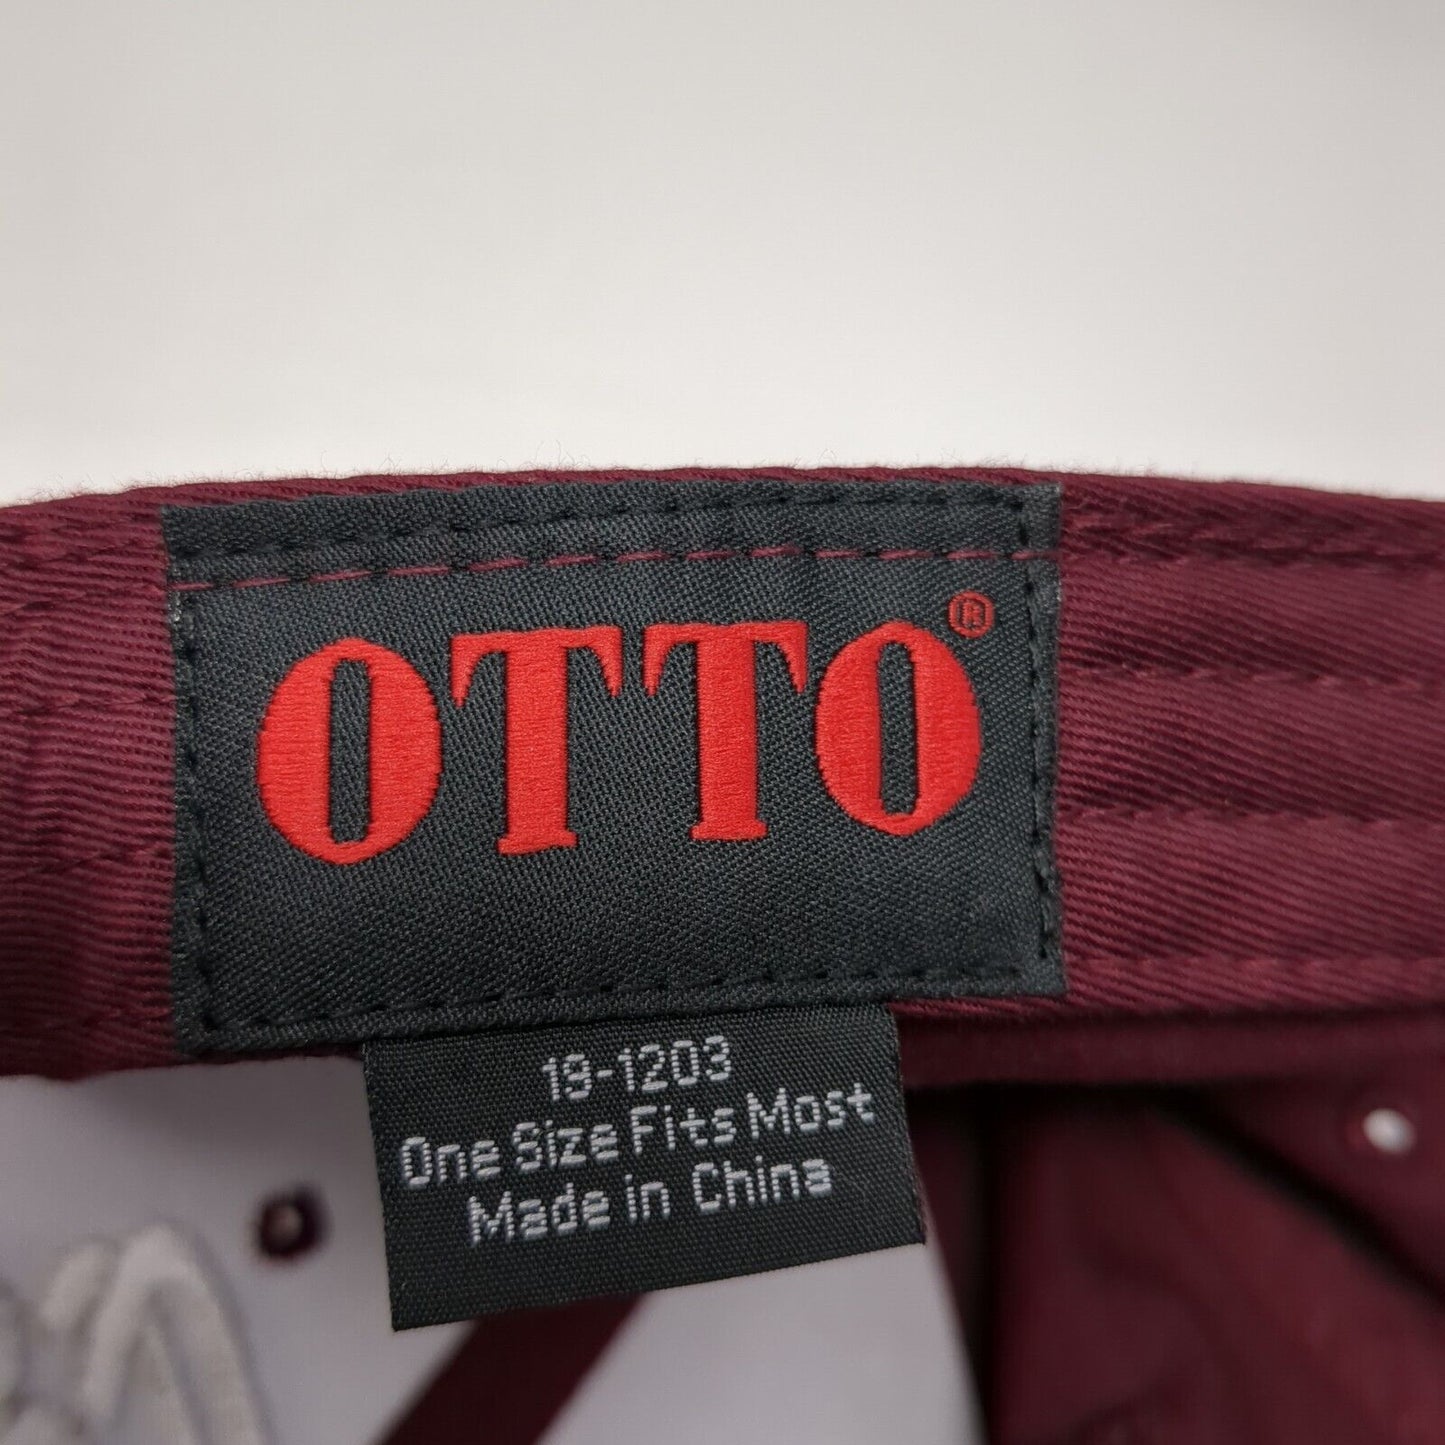 OTTO®
19-1203
One Size Fits Most
Made in China